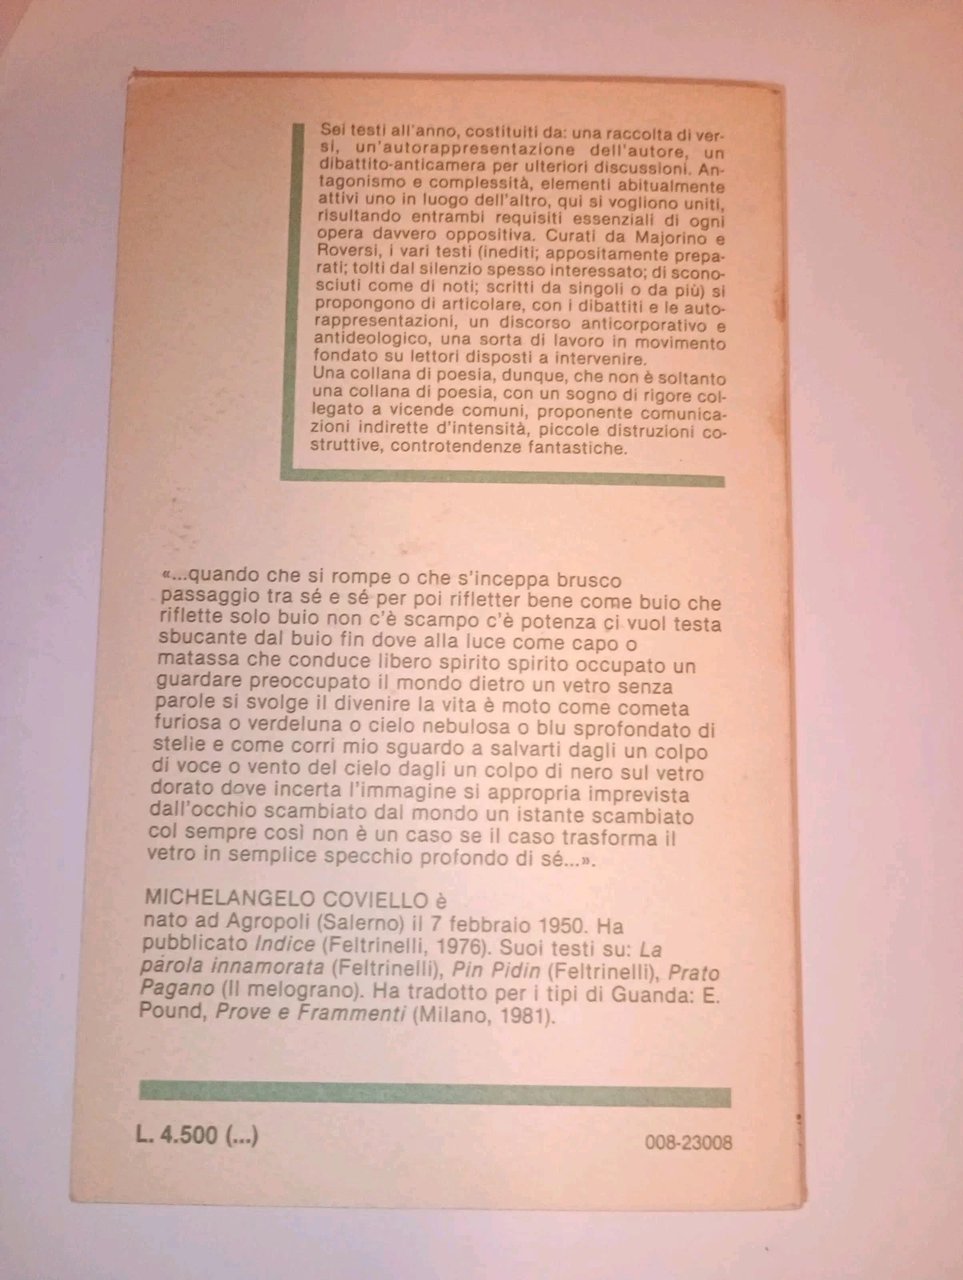 Sei testi all'anno, costituiti da: una raccolta di ver-
si, un'autorappresentazione dell'autore, un
dibattito-anticamera per ulteriori discussioni. An-
tagonismo e complessità, elementi abitualmente
attivi uno in luogo dell'altro, qui si vogliono uniti,
risultando entrambi requisiti essenziali di ogni
opera davvero oppositiva. Curati da Majorino e
Roversi, i vari testi (inediti; appositamente prepa-
rati; tolti dal silenzio spesso interessato; di scono-
sciuti come di noti; scritti da singoli o da più) si
propongono di articolare, con i dibattiti e le auto-
rappresentazioni, un discorso anticorporativo e
antideologico, una sorta di lavoro in movimento
fondato su lettori disposti a intervenire.
Una collana di poesia, dunque, che non è soltanto
una collana di poesia, con un sogno di rigore col-
legato a vicende comuni, proponente comunica-
zioni indirette d'intensità, piccole distruzioni co-
struttive, controtendenze fantastiche.
«...quando che si rompe o che s'inceppa brusco
passaggio tra sé e sé per poi rifletter bene come buio che
riflette solo buio non c'è scampo c'è potenza ci vuol testa
sbucante dal buio fin dove alla luce come capo o
matassa che conduce libero spirito spirito occupato un
guardare preoccupato il mondo dietro un vetro senza
parole si svolge il divenire la vita è moto come cometa
furiosa o verdeluna o cielo nebulosa o blu sprofondato di
stelle e come corri mio sguardo a salvarti dagli un colpo
di voce o vento del cielo dagli un colpo di nero sul vetro
dorato dove incerta l'immagine si appropria imprevista
dall'occhio scambiato dal mondo un istante scambiato
col sempre così non è un caso se il caso trasforma il
vetro in semplice specchio profondo di sé...».
MICHELANGELO COVIELLO è
nato ad Agropoli (Salerno) il 7 febbraio 1950. Ha
pubblicato Indice (Feltrinelli, 1976). Suoi testi su: La
parola innamorata (Feltrinelli), Pin Pidin (Feltrinelli), Prato
Pagano (Il melograno). Ha tradotto per i tipi di Guanda: E.
Pound, Prove e Frammenti (Milano, 1981).
L. 4.500 (...)
008-23008